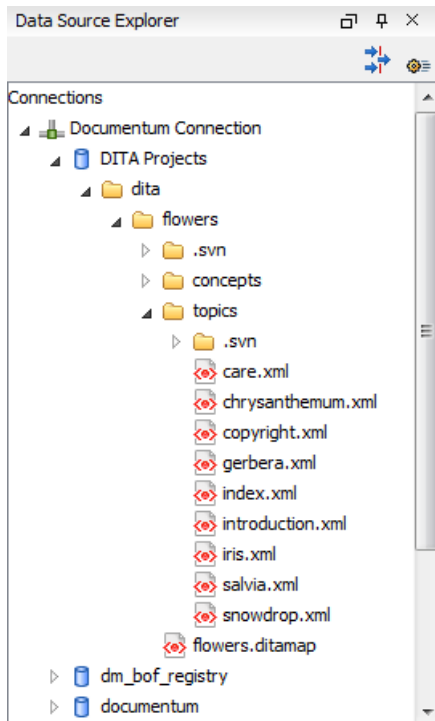 Data Source Explorer
Connections
Documentum Connection
DITA Projects
dita
flowers
.svn
concepts
topics
.svn
care.xml
chrysanthemum.xml
copyright.xml
gerbera.xml
index.xml
introduction.xml
iris.xml
salvia.xml
snowdrop.xml
flowers.ditamap
dm_bof_registry
documentum